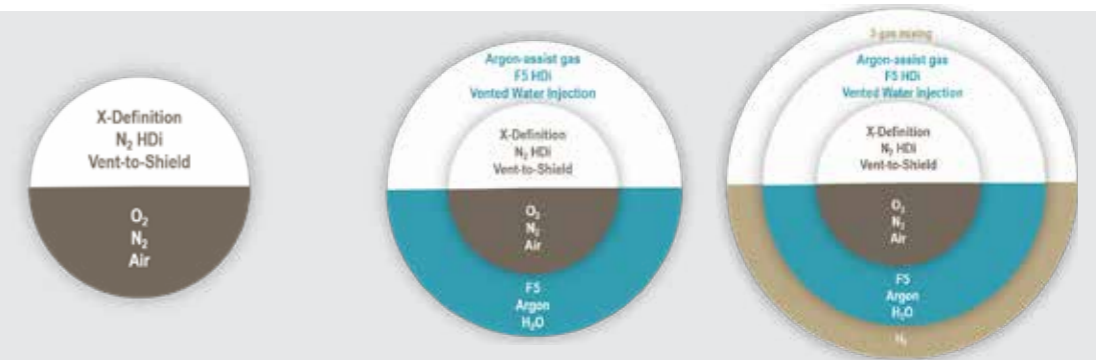 X-Definition
N₂ HDi
Vent-to-Shield
O₂
N₂
Air
Argon-assist gas
F5 HDi
Vented Water Injection
X-Definition
N₂ HDi
Vent-to-Shield
O₂
N₂
Air
F5
Argon
H₂O
3-gas mixing
Argon-assist gas
F5 HDi
Vented Water Injection
X-Definition
N₂ HDi
Vent-to-Shield
O₂
N₂
Air
F5
Argon
H₂O
H₂